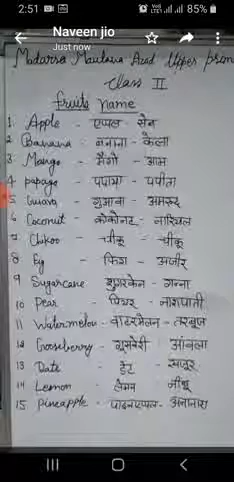 2:51
85%
Naveen jio
Just now
Madarsa Maulana Azad Upper prom
Class II
fruits name
1 Apple - एप्पल - सेव
2 Banana - बनाना - केला
3 Mango - मैंगो - आम
4 papaya - पपाया - पपीता
5 Guava - गुआवा - अमरूद
6 Coconut - कोकोनट - नारियल
7 Chikoo - चीकू - चीकू
8 Fig - फिग - अंजीर
9 Sugarcane शुगरकेन - गन्ना
10 Pear - पियर - नाशपाती
11 Watermelon - वाटरमेलन - तरबूज
12 Gooseberry - गूसबेरी आंवला
13 Date - डेट - खजूर
14 Lemon - लेमन नींबू
15 Pineapple - पाइनएप्पल - अनानास